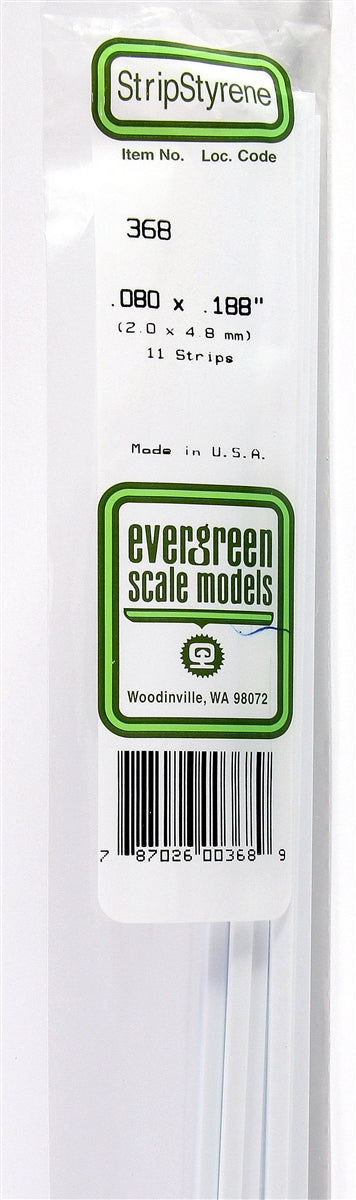 StripStyrene
Item No. Loc. Code
368
.080 x .188"
(2.0 x 4.8 mm)
11 Strips
Made in U.S.A.
evergreen
scale models
Woodinville, WA 98072
7 87026 00368 9